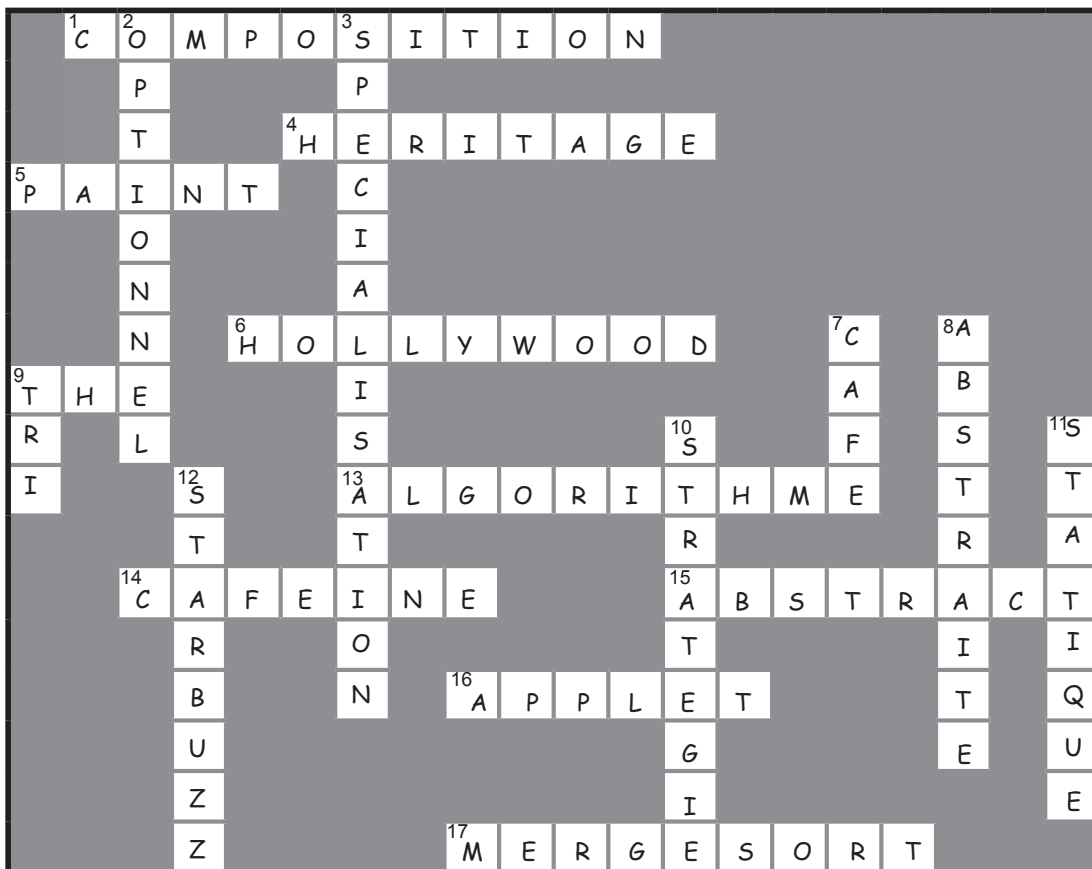 1C 2O M P O 3S I T I O N
P P
T 4H E R I T A G E
5P A I N T C
O I
N A
N 6H O L L Y W O O D 7C 8A
9T H E I A B
R L S 10S F S 11S
I 12S 13A L G O R I T H M E T T
T T R R A
14C A F E I N E 15A B S T R A C T
R O T I I
B N 16A P P L E T T Q
U G E U
Z I E
Z 17M E R G E S O R T